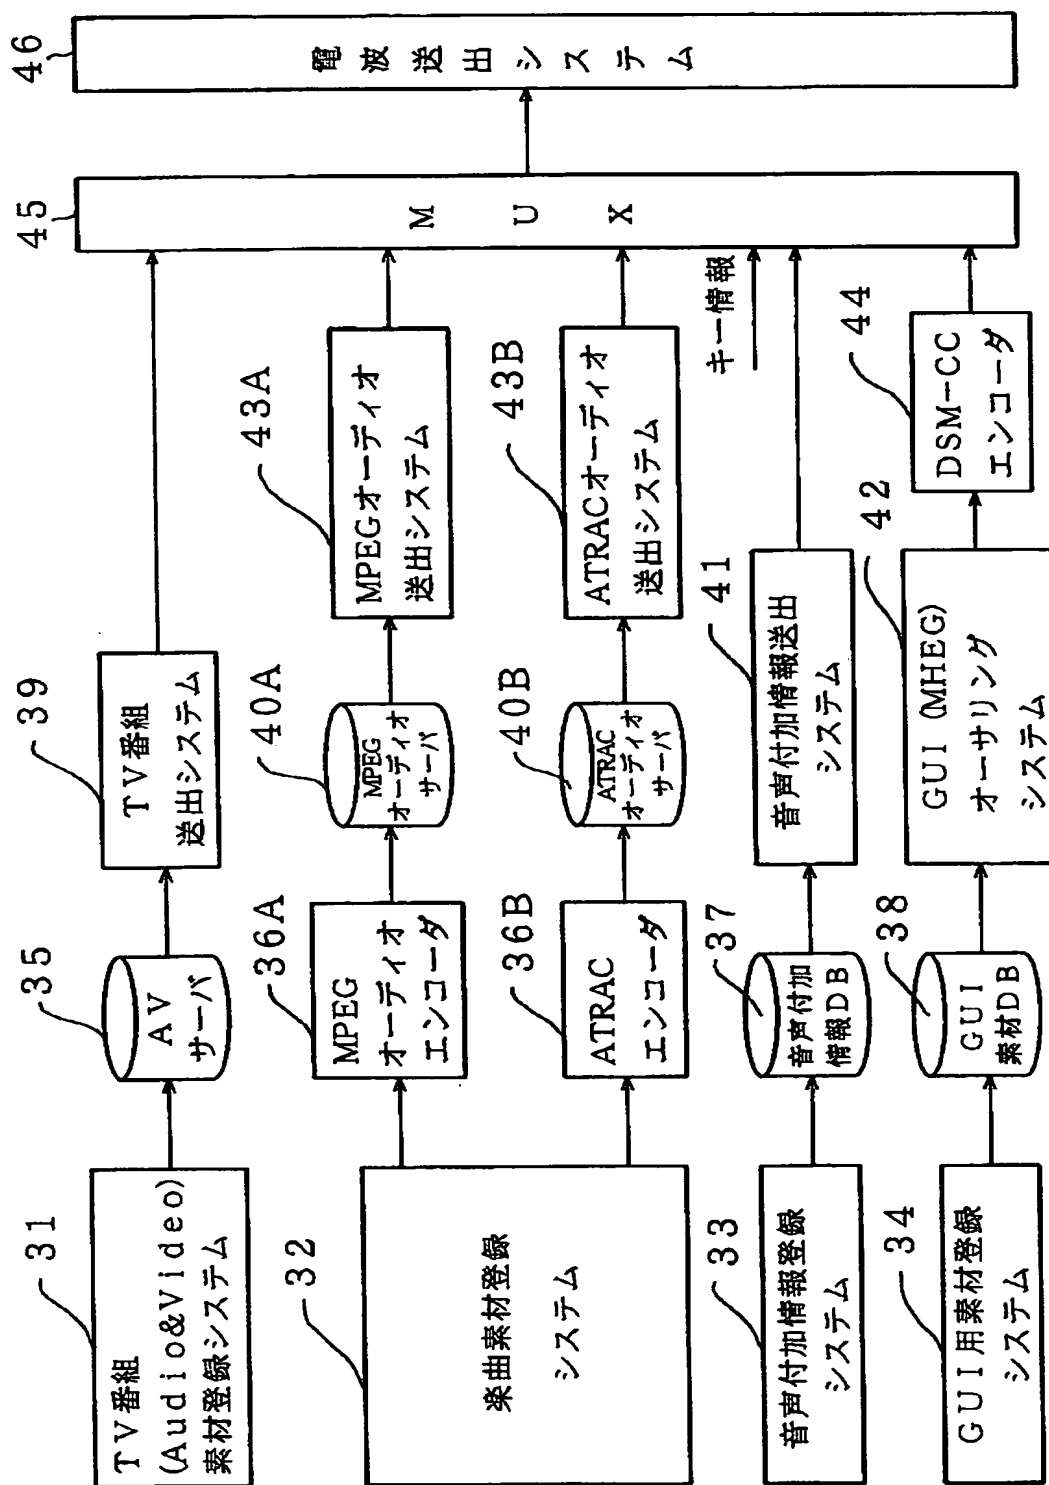 31
TV番組
(Audio&Video)
素材登録システム
35
AV
サーバ
39
TV番組
送出システム
32
楽曲素材登録
システム
36A
MPEG
オーディオ
エンコーダ
40A
MPEG
オーディオ
サーバ
43A
MPEGオーディオ
送出システム
36B
ATRAC
エンコーダ
40B
ATRAC
オーディオ
サーバ
43B
ATRACオーディオ
送出システム
33
音声付加情報登録
システム
37
音声付加
情報DB
41
音声付加情報送出
システム
キー情報
34
GUI用素材登録
システム
38
GUI
素材DB
42
GUI(MHEG)
オーサリング
システム
44
DSM-CC
エンコーダ
45
MUX
46
電波送出システム